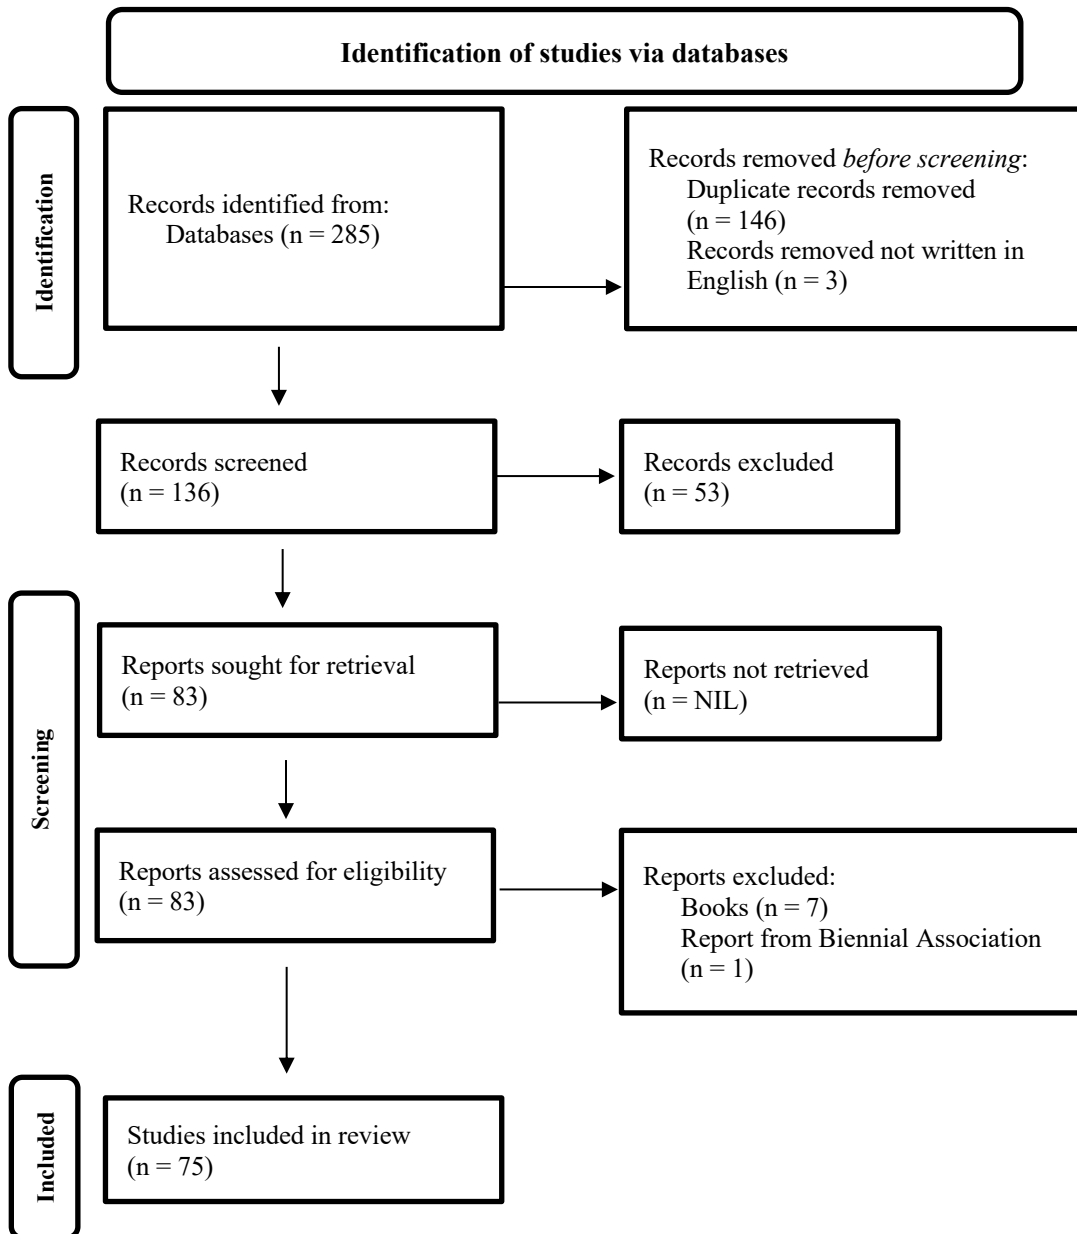 Identification of studies via databases
Identification
Records identified from:
Databases (n = 285)
Records removed before screening:
Duplicate records removed
(n = 146)
Records removed not written in
English (n = 3)
Records screened
(n = 136)
Records excluded
(n = 53)
Screening
Reports sought for retrieval
(n = 83)
Reports not retrieved
(n = NIL)
Reports assessed for eligibility
(n = 83)
Reports excluded:
Books (n = 7)
Report from Biennial Association
(n = 1)
Included
Studies included in review
(n = 75)